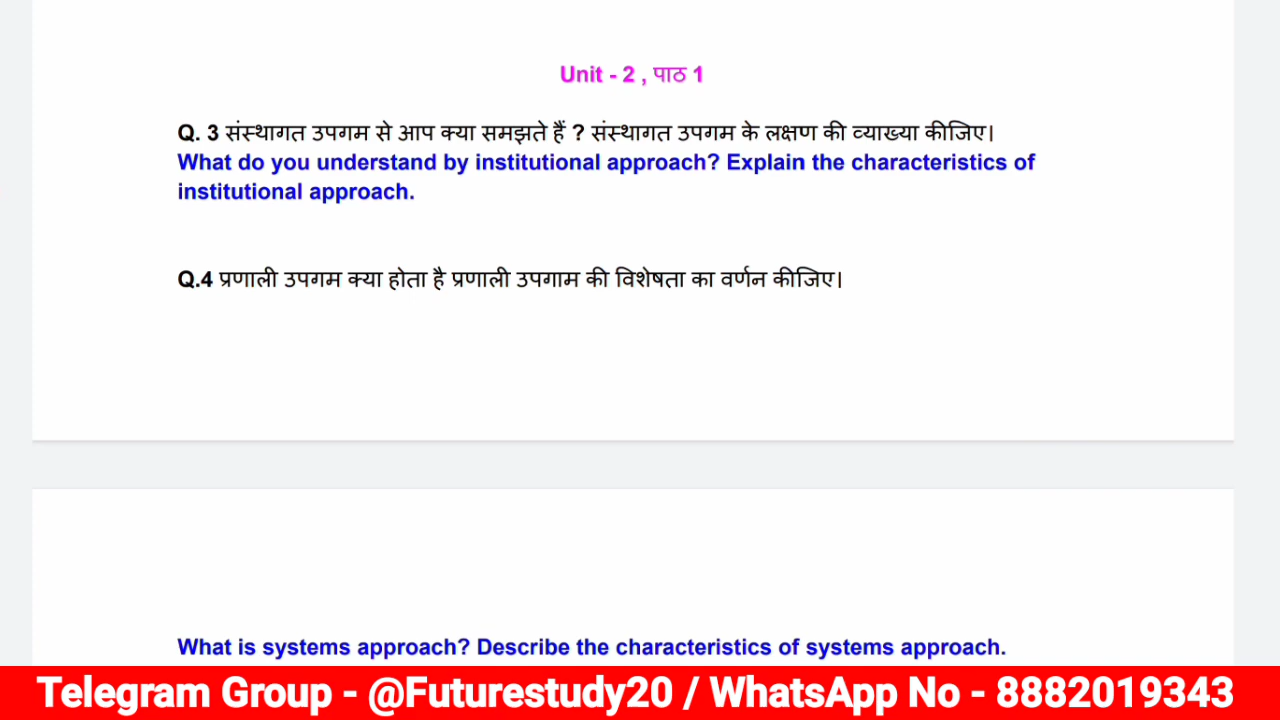 Unit - 2 , पाठ 1
Q. 3 संस्थागत उपगम से आप क्या समझते हैं ? संस्थागत उपगम के लक्षण की व्याख्या कीजिए।
What do you understand by institutional approach? Explain the characteristics of
institutional approach.
Q.4 प्रणाली उपगम क्या होता है प्रणाली उपगाम की विशेषता का वर्णन कीजिए।
What is systems approach? Describe the characteristics of systems approach.
Telegram Group - @Futurestudy20 / WhatsApp No - 8882019343